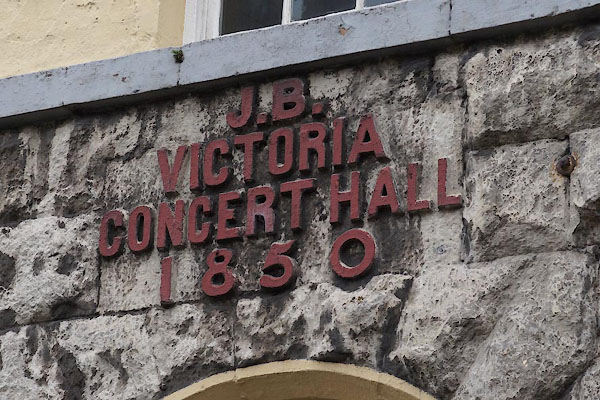 J.B.
VICTORIA
CONCERT HALL
1850